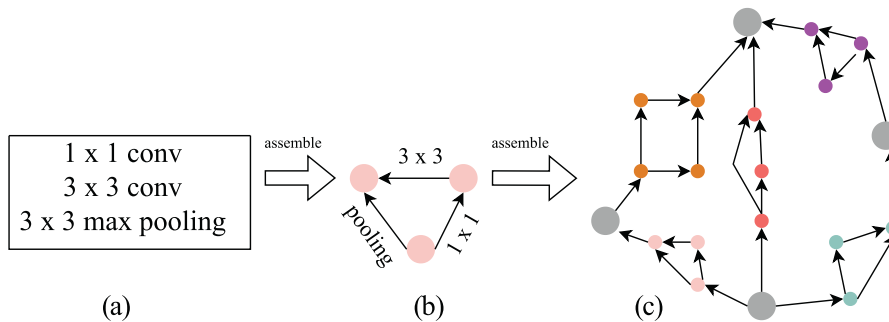 1 x 1 conv
3 x 3 conv
3 x 3 max pooling
assemble
3 x 3
pooling
1 x 1
assemble
(a)
(b)
(c)